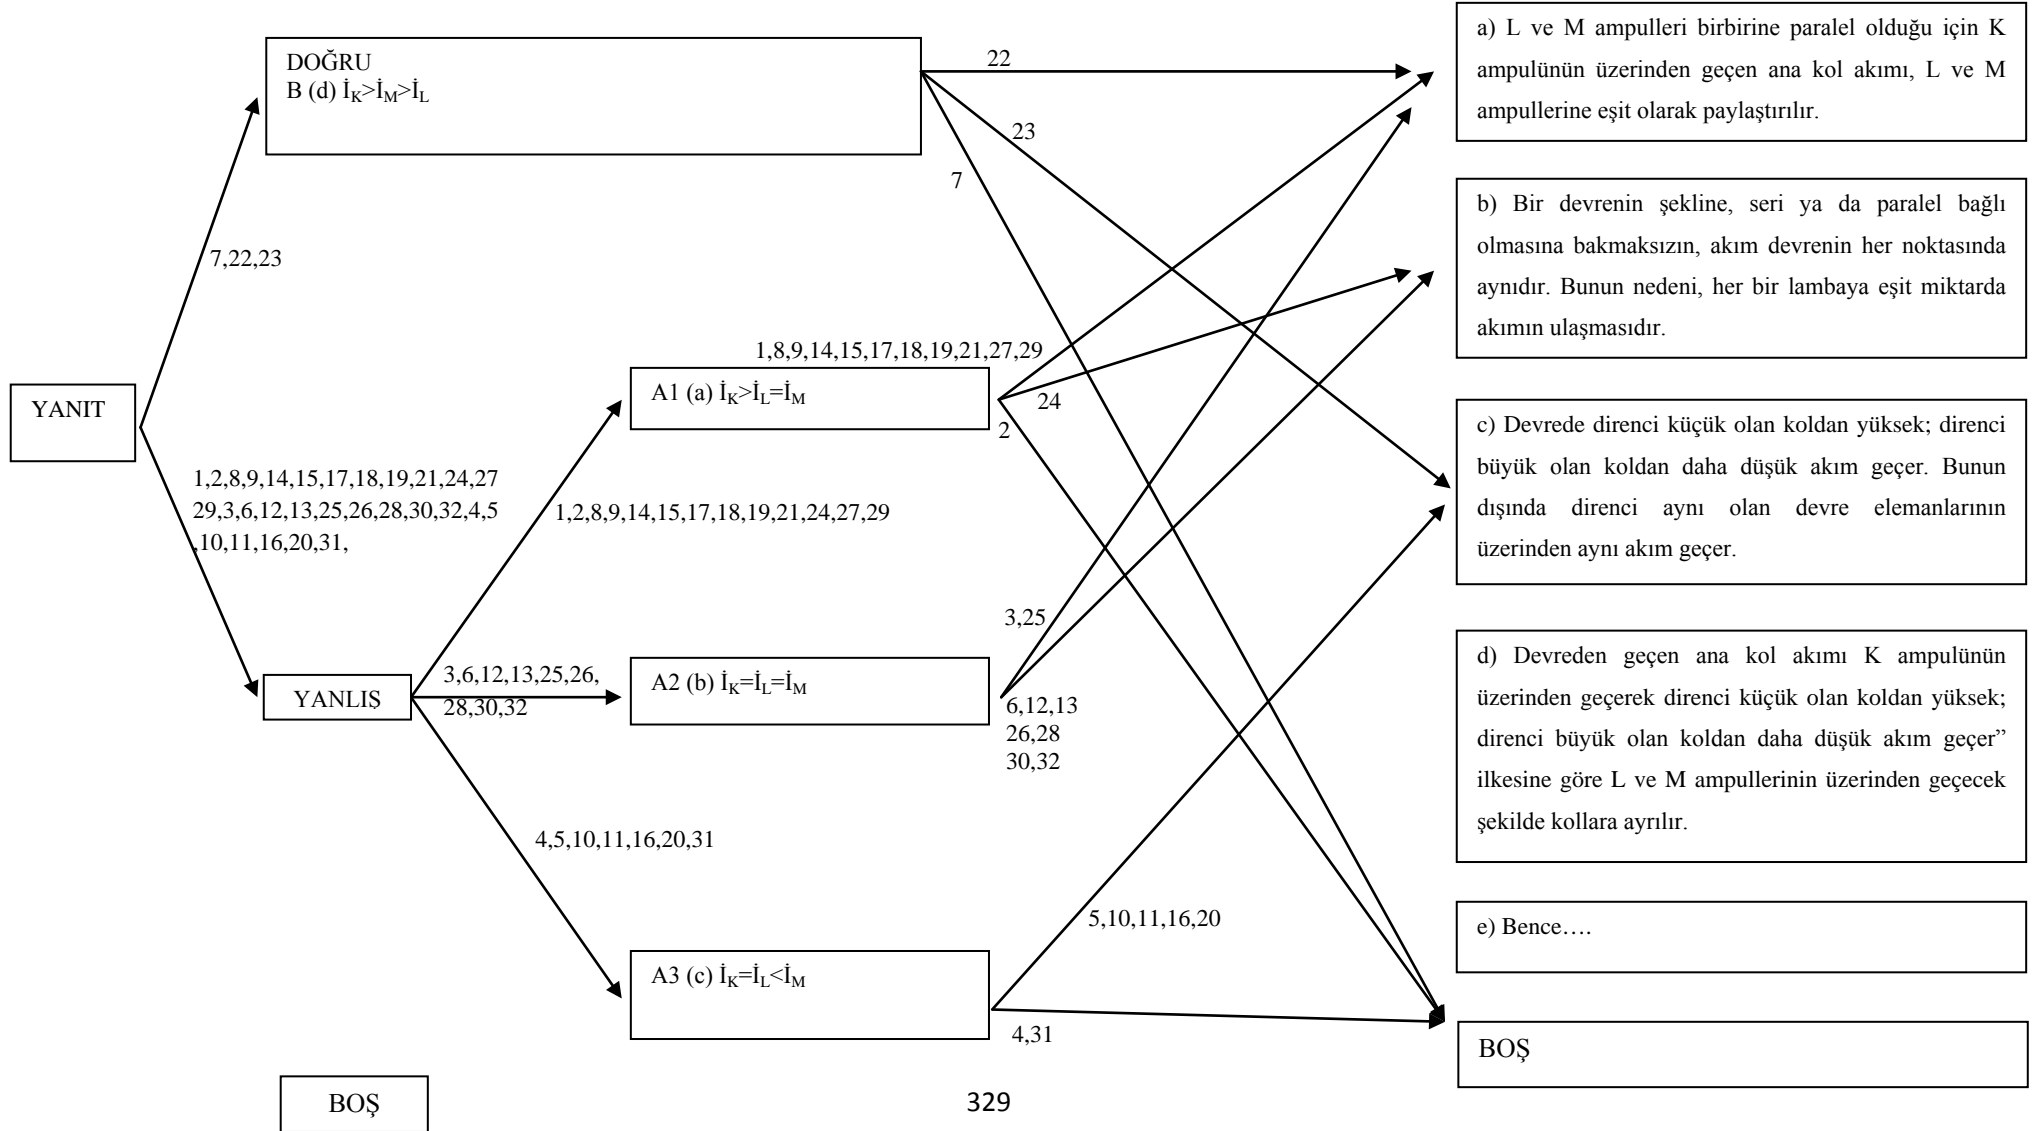 YANIT
7,22,23
1,2,8,9,14,15,17,18,19,21,24,27
29,3,6,12,13,25,26,28,30,32,4,5
,10,11,16,20,31,
DOĞRU
B (d) İK>İM>İL
YANLIŞ
BOŞ
1,2,8,9,14,15,17,18,19,21,24,27,29
3,6,12,13,25,26,
28,30,32
4,5,10,11,16,20,31
A1 (a) İK>İL=İM
A2 (b) İK=İL=İM
A3 (c) İK=İL<İM
22
23
7
1,8,9,14,15,17,18,19,21,27,29
24
2
3,25
6,12,13
26,28
30,32
5,10,11,16,20
4,31
a) L ve M ampulleri birbirine paralel olduğu için K
ampulünün üzerinden geçen ana kol akımı, L ve M
ampullerine eşit olarak paylaştırılır.
b) Bir devrenin şekline, seri ya da paralel bağlı
olmasına bakmaksızın, akım devrenin her noktasında
aynıdır. Bunun nedeni, her bir lambaya eşit miktarda
akımın ulaşmasıdır.
c) Devrede direnci küçük olan koldan yüksek; direnci
büyük olan koldan daha düşük akım geçer. Bunun
dışında direnci aynı olan devre elemanlarının
üzerinden aynı akım geçer.
d) Devreden geçen ana kol akımı K ampulünün
üzerinden geçerek direnci küçük olan koldan yüksek;
direnci büyük olan koldan daha düşük akım geçer”
ilkesine göre L ve M ampullerinin üzerinden geçecek
şekilde kollara ayrılır.
e) Bence….
BOŞ
329